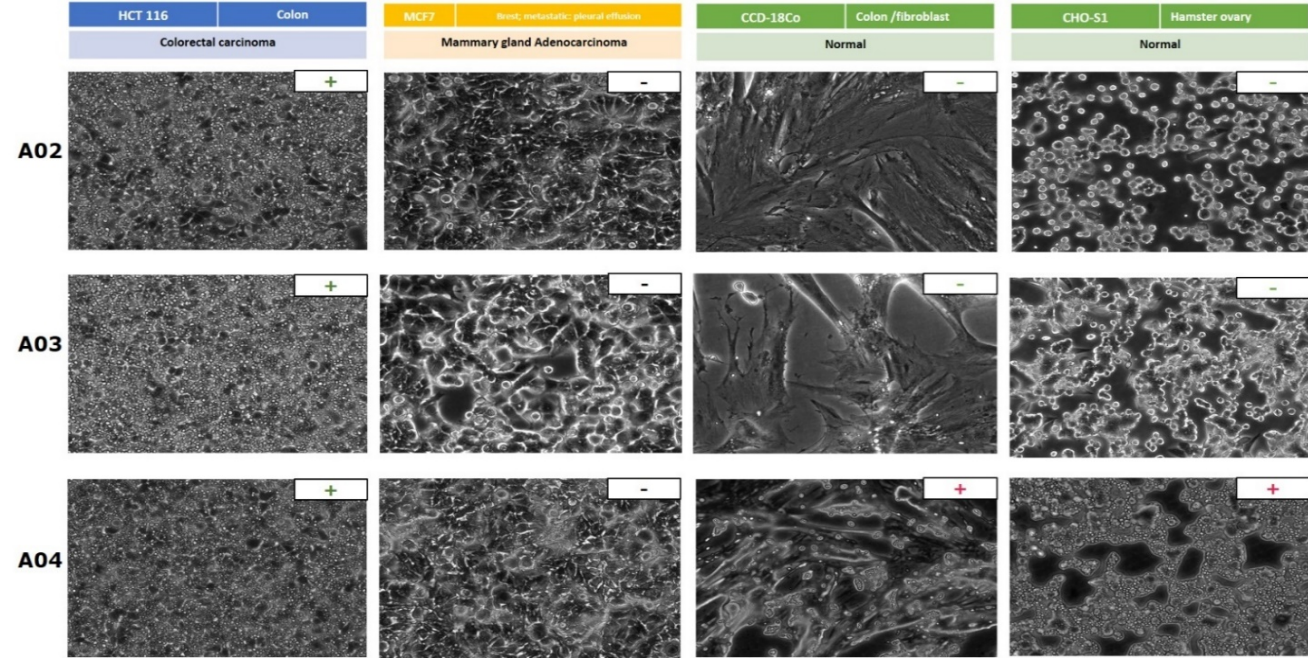 HCT 116 Colon MCF7 Brest; metastatic: pleural effusion CCD-18Co Colon /fibroblast CHO-S1 Hamster ovary
Colorectal carcinoma Mammary gland Adenocarcinoma Normal Normal
+ - - -
A02
+ - - -
A03
+ - + +
A04